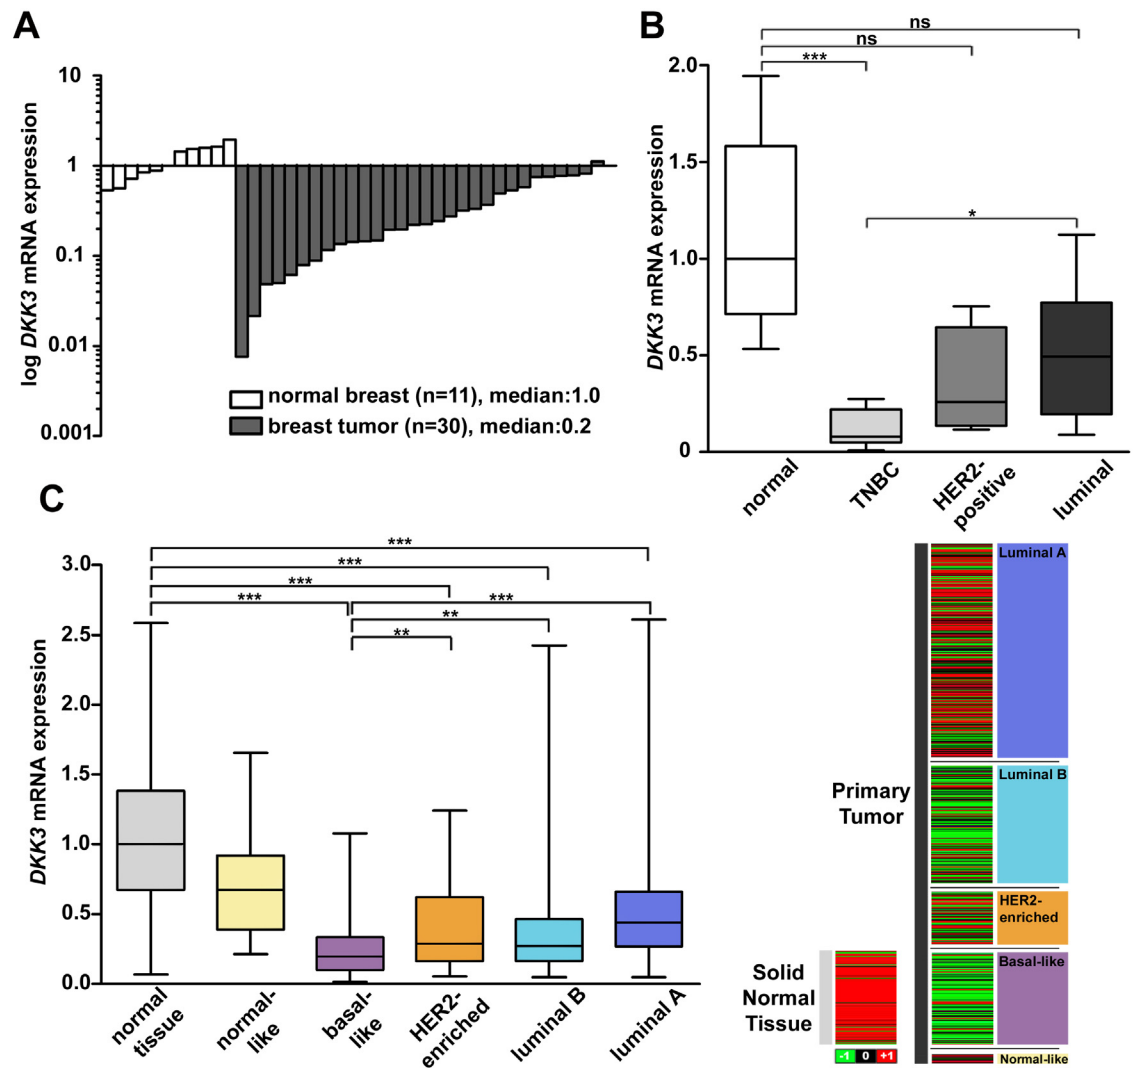 A
log DKK3 mRNA expression
10
1
0.1
0.01
0.001
normal breast (n=11), median:1.0
breast tumor (n=30), median:0.2
B
DKK3 mRNA expression
2.0
1.5
1.0
0.5
0
ns
ns
***
*
normal
TNBC
HER2-
positive
luminal
C
DKK3 mRNA expression
3.0
2.5
2.0
1.5
1.0
0.5
0.0
***
***
***
***
***
**
**
normal
tissue
normal-
like
basal-
like
HER2-
enriched
luminal B
luminal A
Primary
Tumor
Luminal A
Luminal B
HER2-
enriched
Basal-like
Normal-like
Solid
Normal
Tissue
-1 0 +1